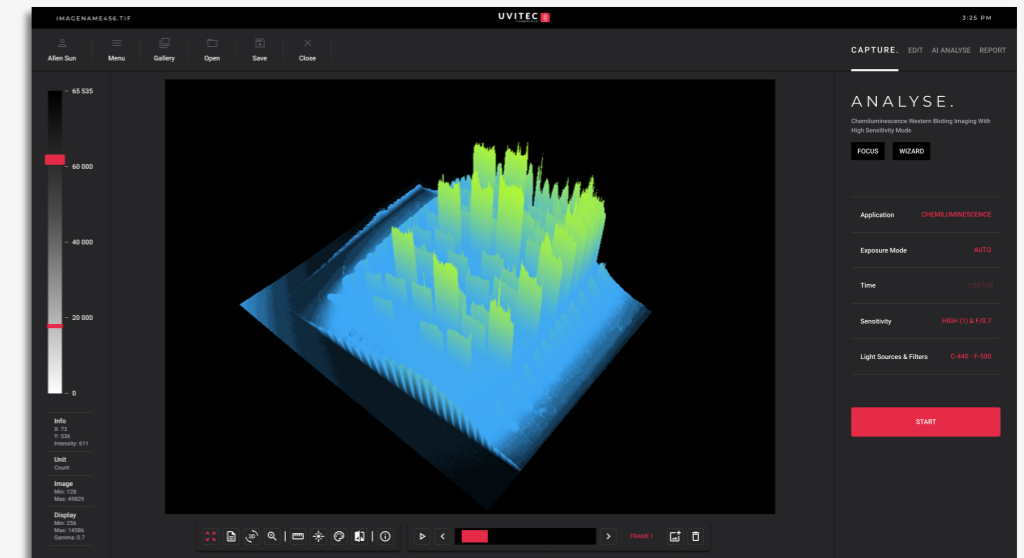 IMAGENAME456.TIF
UVITEC
3:25 PM
Allen Sun
Menu
Gallery
Open
Save
Close
CAPTURE.
EDIT
AI ANALYSE
REPORT
65 535
60 000
40 000
20 000
0
ANALYSE.
Chemiluminescence Western Bloting Imaging With
High Sensitivity Mode
FOCUS
WIZARD
Application
CHEMILUMINESCENCE
Exposure Mode
AUTO
Time
Sensitivity
HIGH (1) & F/0.7
Light Sources & Filters
C-440 - F-500
START
Info
X: 73
Y: 536
Intensity: 611
Unit
Count
Image
Min: 128
Max: 49829
Display
Min: 256
Max: 14586
Gamma: 0.7
3D
FRAME 1